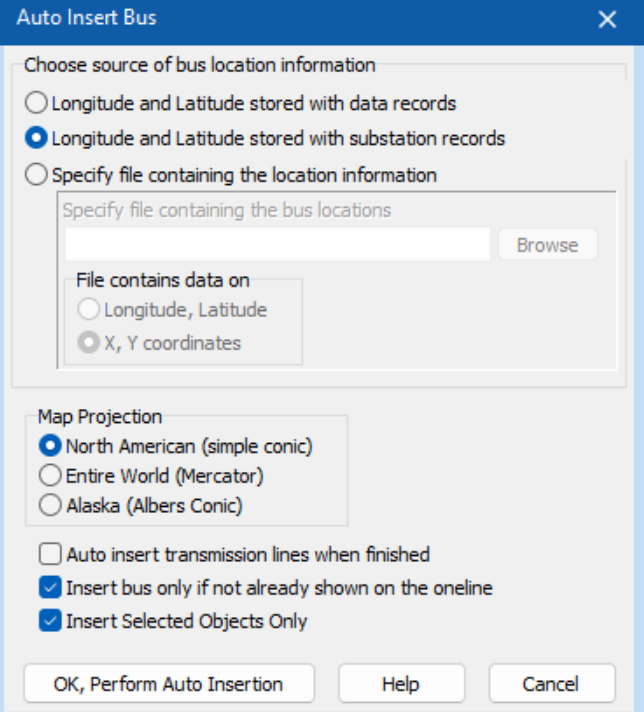 Auto Insert Bus
Choose source of bus location information
Longitude and Latitude stored with data records
Longitude and Latitude stored with substation records
Specify file containing the location information
Specify file containing the bus locations
Browse
File contains data on
Longitude, Latitude
X, Y coordinates
Map Projection
North American (simple conic)
Entire World (Mercator)
Alaska (Albers Conic)
Auto insert transmission lines when finished
Insert bus only if not already shown on the oneline
Insert Selected Objects Only
OK, Perform Auto Insertion Help Cancel